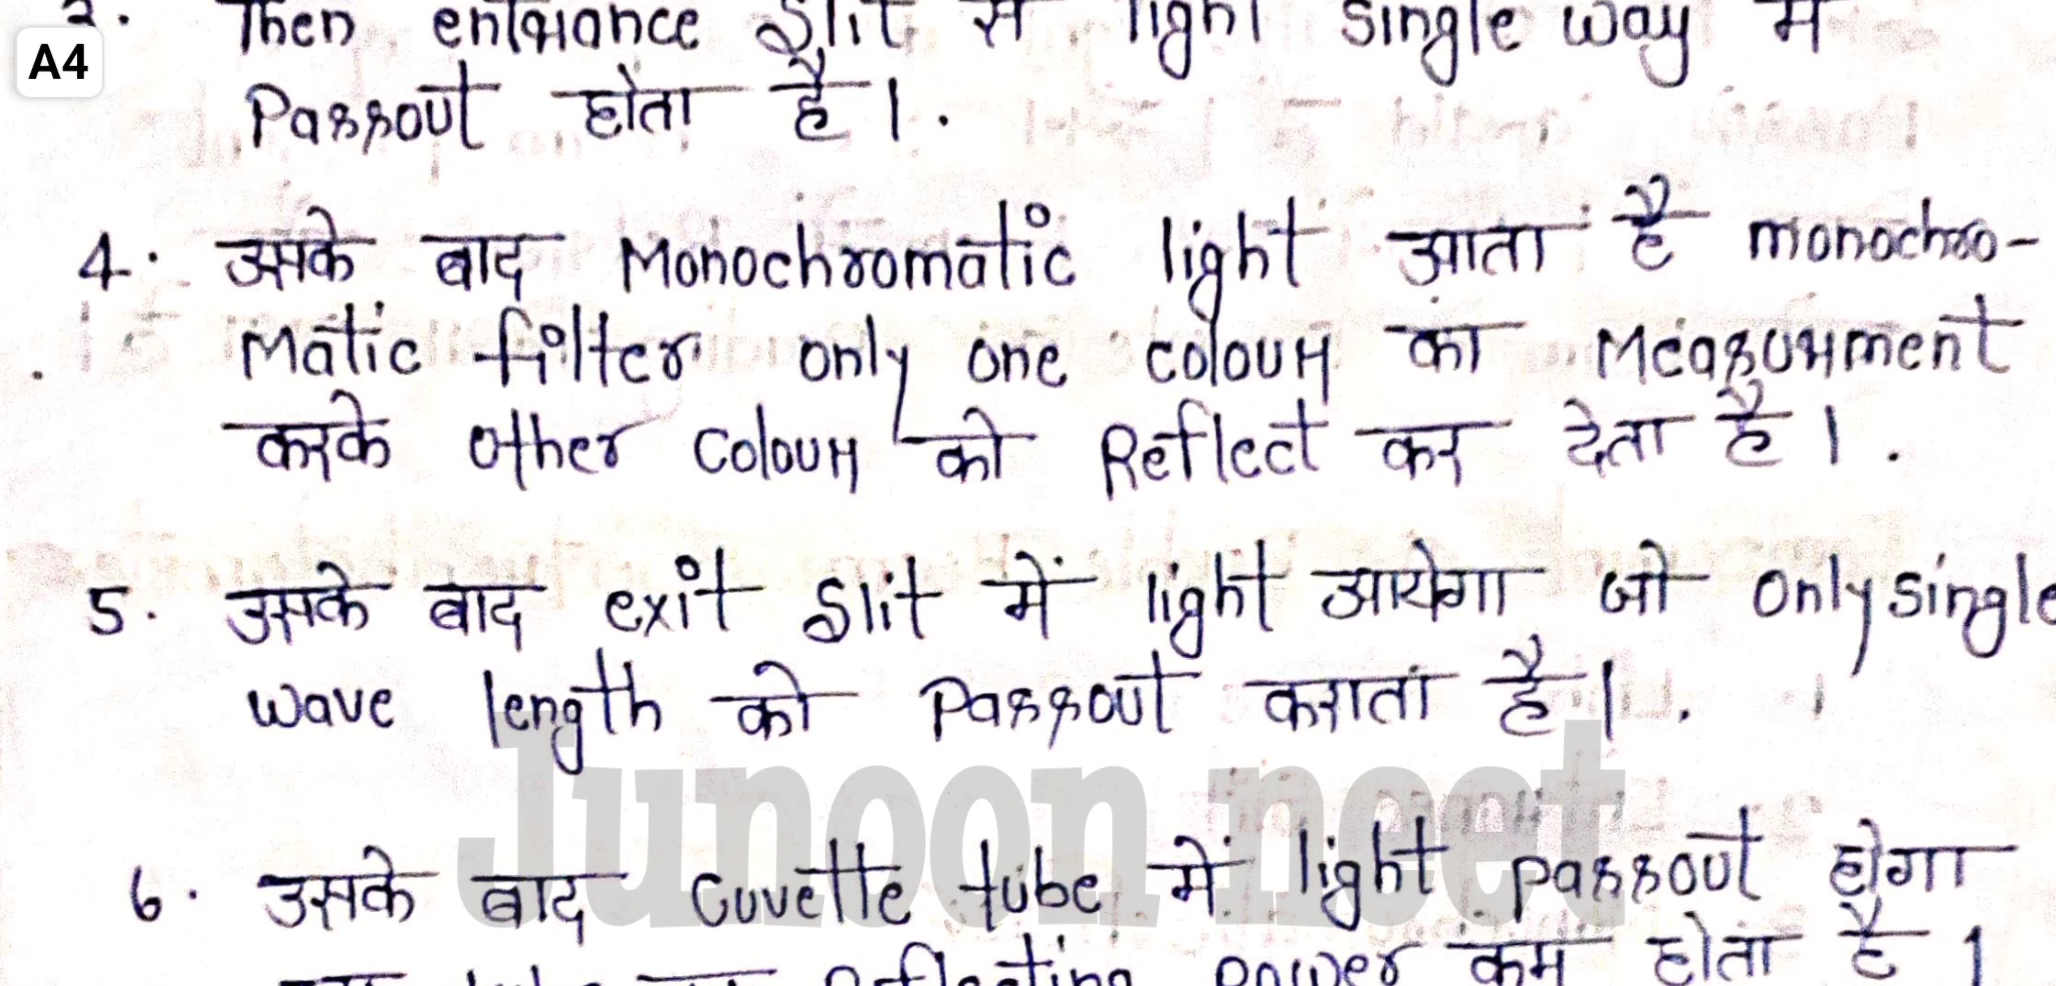 A4
3. Then entrance slit से light single way में
Passout होता है।.
4. उसके बाद Monochromatic light आता है monochro-
matic filter only one colour का Measurment
करके other colour को Reflect कर देता है।.
5. उसके बाद exit slit में light आयेगा जो only single
wave length को Passout कराता है।.
Junoon neet
6. उसके बाद Cuvette tube में light passout होगा
Reflecting power कम होता है।